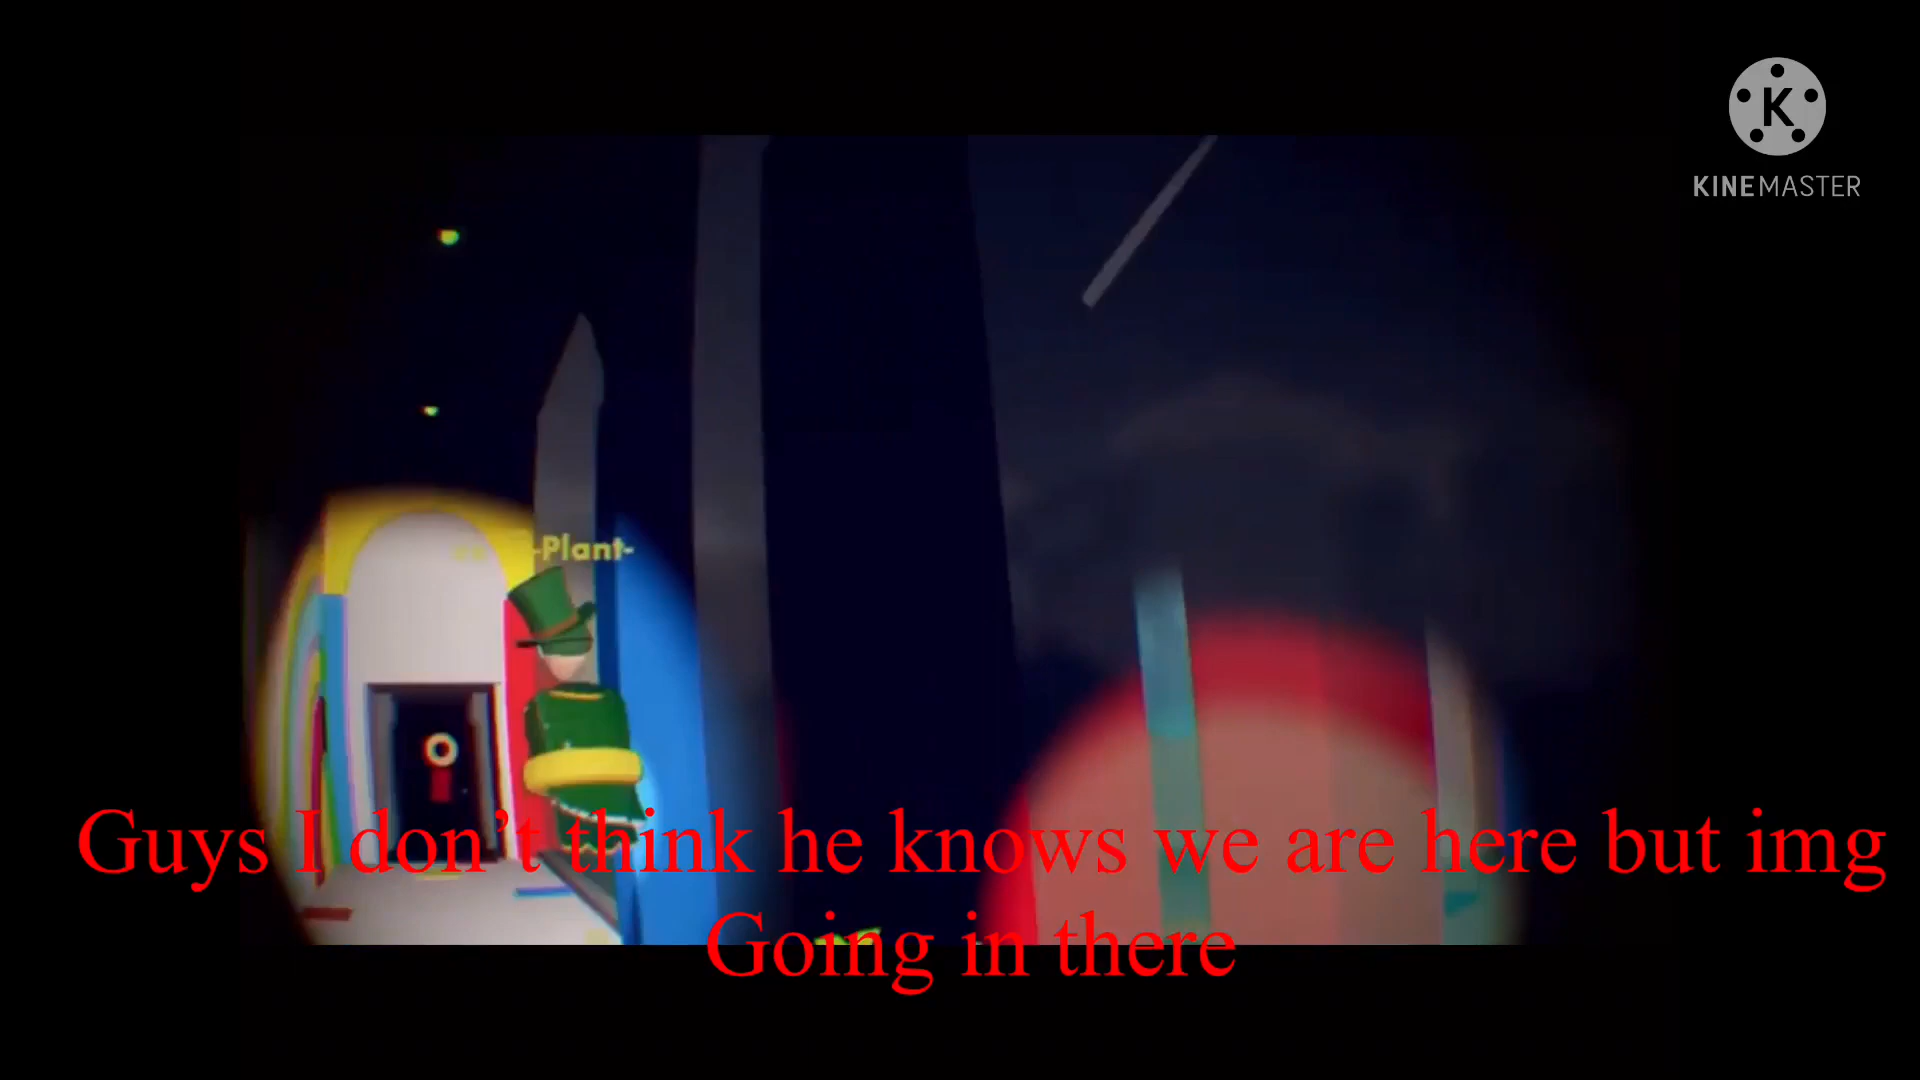 K
KINEMASTER
-Plant-
Guys I don't think he knows we are here but img
Going in there